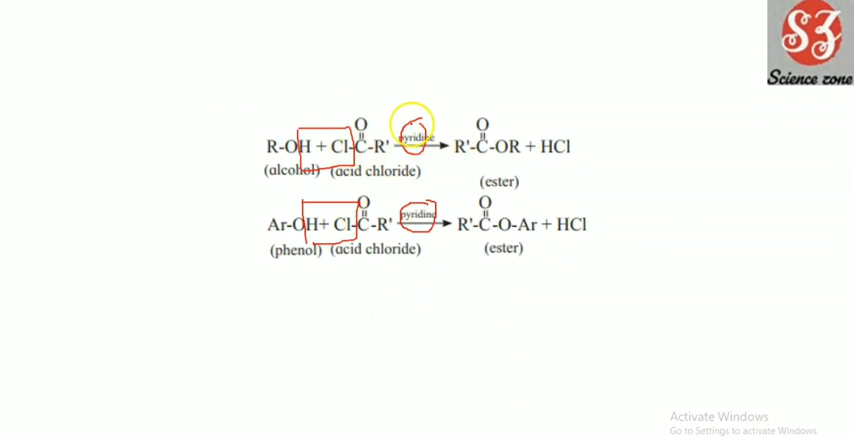 SZ
Science zone
O
R-OH + Cl-C-R' pyridine R'-C-OR + HCl
O
(alcohol) (acid chloride)
(ester)
O
O
Ar-OH+ Cl-C-R' pyridine R'-C-O-Ar + HCl
(phenol) (acid chloride)
(ester)
Activate Windows
Go to Settings to activate Windows.